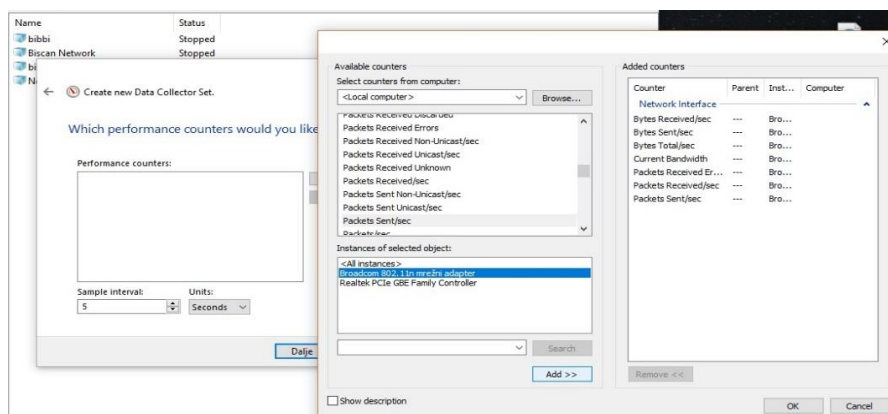 Name Status
bibbi Stopped
Biscan Network Stopped
bi
N
Create new Data Collector Set.
Which performance counters would you like
Performance counters:
Sample interval: Units:
5 Seconds
Dalje
Available counters
Select counters from computer:
<Local computer> Browse...
Packets Received Discarded
Packets Received Errors
Packets Received Non-Unicast/sec
Packets Received Unicast/sec
Packets Received Unknown
Packets Received/sec
Packets Sent Non-Unicast/sec
Packets Sent Unicast/sec
Packets Sent/sec
Packets/sec
Instances of selected object:
<All instances>
Broadcom 802.11n mrežni adapter
Realtek PCIe GBE Family Controller
Search
Add >>
Show description
Added counters
Counter Parent Inst... Computer
Network Interface
Bytes Received/sec --- Bro...
Bytes Sent/sec --- Bro...
Bytes Total/sec --- Bro...
Current Bandwidth --- Bro...
Packets Received Er... --- Bro...
Packets Received/sec --- Bro...
Packets Sent/sec --- Bro...
Remove <<
OK Cancel